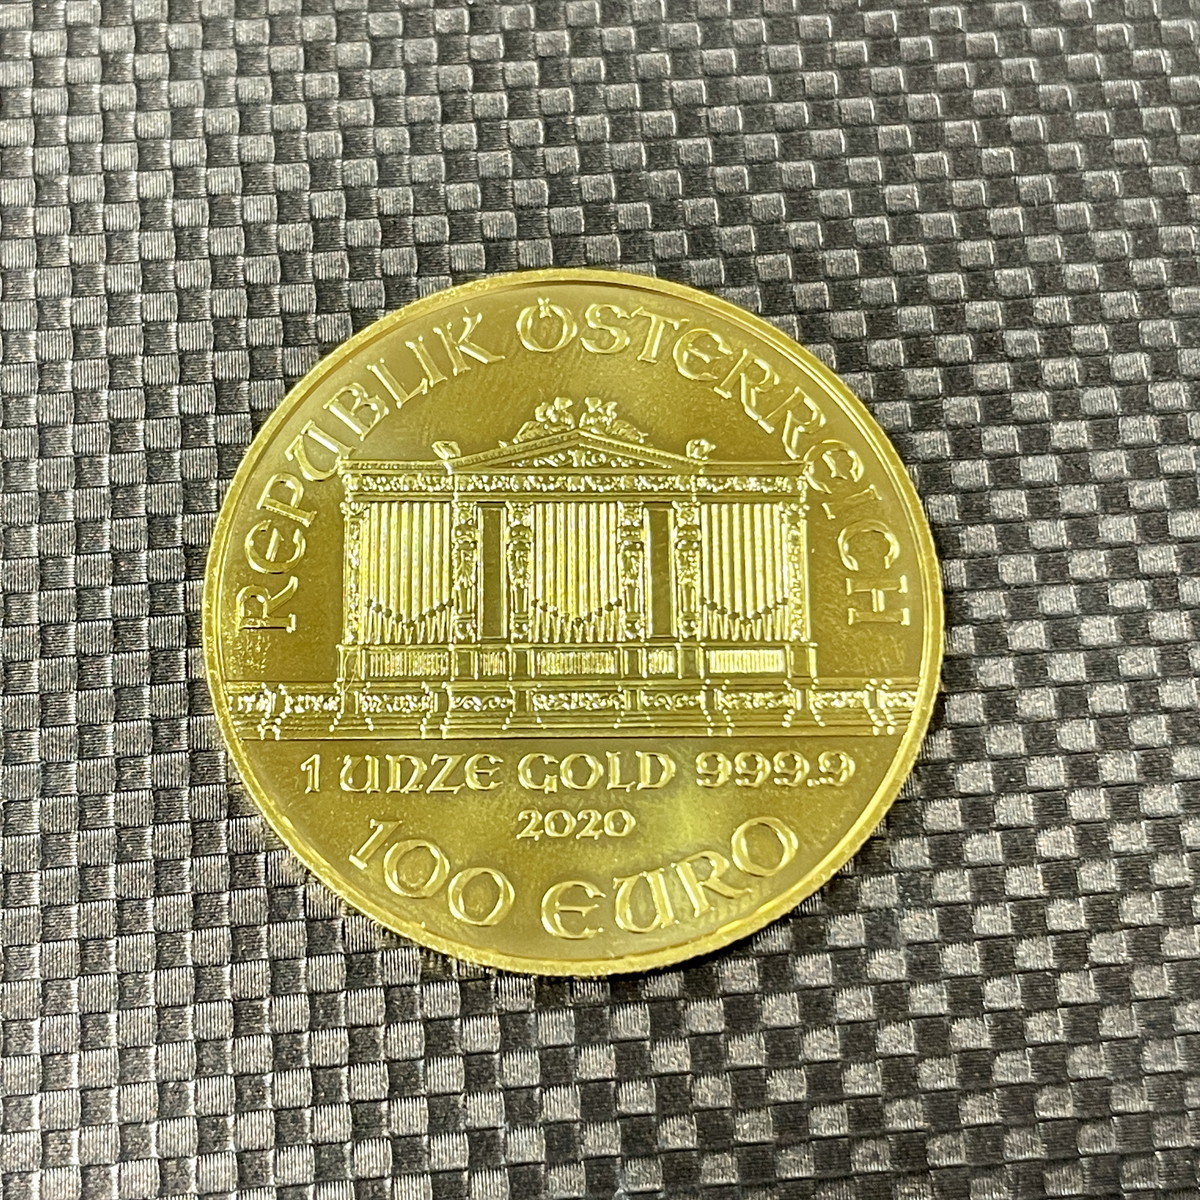 REPUBLIK ÖSTERREICH
1 UNZE GOLD 999.9
2020
100 EURO